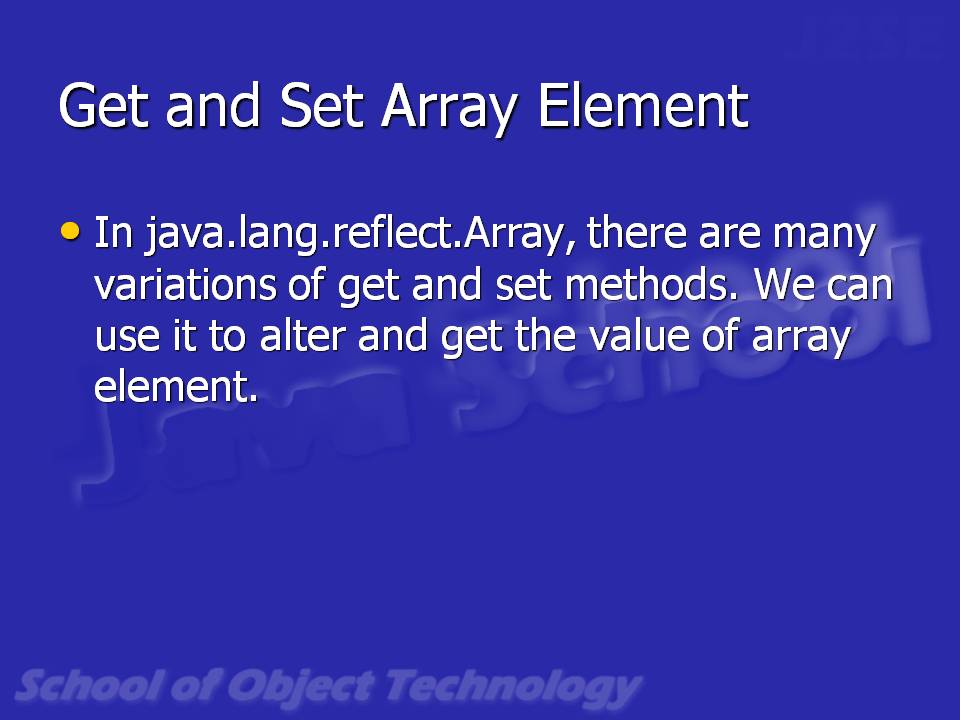 J2SE
Get and Set Array Element
• In java.lang.reflect.Array, there are many
variations of get and set methods. We can
use it to alter and get the value of array
element.
Java School
School of Object Technology